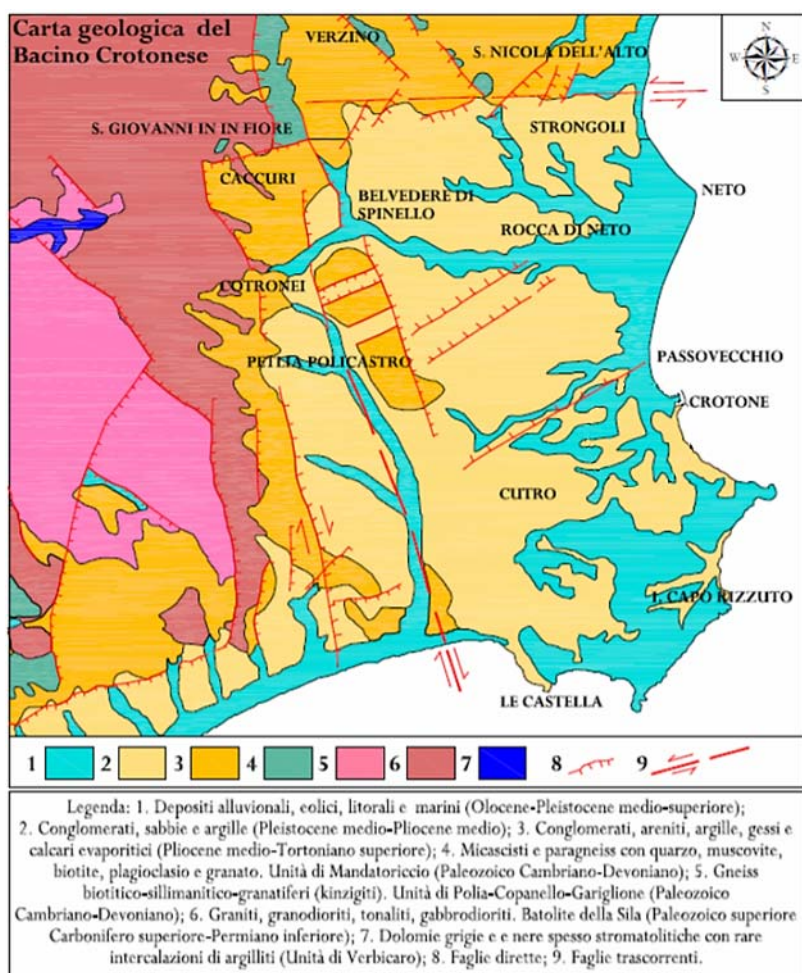 Carta geologica del
Bacino Crotonese
VERZINO
S. NICOLA DELL'ALTO
N
W E
S
S. GIOVANNI IN IN FIORE
STRONGOLI
CACCURI
BELVEDERE DI
SPINELLO
NETO
ROCCA DI NETO
COTRONEI
PETILIA POLICASTRO
PASSOVECCHIO
CROTONE
CUTRO
I. CAPO RIZZUTO
LE CASTELLA
1 2 3 4 5 6 7 8 9
Legenda: 1. Depositi alluvionali, eolici, litorali e marini (Olocene-Pleistocene medio-superiore);
2. Conglomerati, sabbie e argille (Pleistocene medio-Pliocene medio); 3. Conglomerati, areniti, argille, gessi e
calcari evaporitici (Pliocene medio-Tortoniano superiore); 4. Micascisti e paragneiss con quarzo, muscovite,
biotite, plagioclasio e granato. Unità di Mandatoriccio (Paleozoico Cambriano-Devoniano); 5. Gneiss
biotitico-sillimanitico-granatiferi (kinzigiti). Unità di Polia-Copanello-Gariglione (Paleozoico
Cambriano-Devoniano); 6. Graniti, granodioriti, tonaliti, gabbrodioriti. Batolite della Sila (Paleozoico superiore
Carbonifero superiore-Permiano inferiore); 7. Dolomie grigie e e nere spesso stromatolitiche con rare
intercalazioni di argilliti (Unità di Verbicaro); 8. Faglie dirette; 9. Faglie trascorrenti.